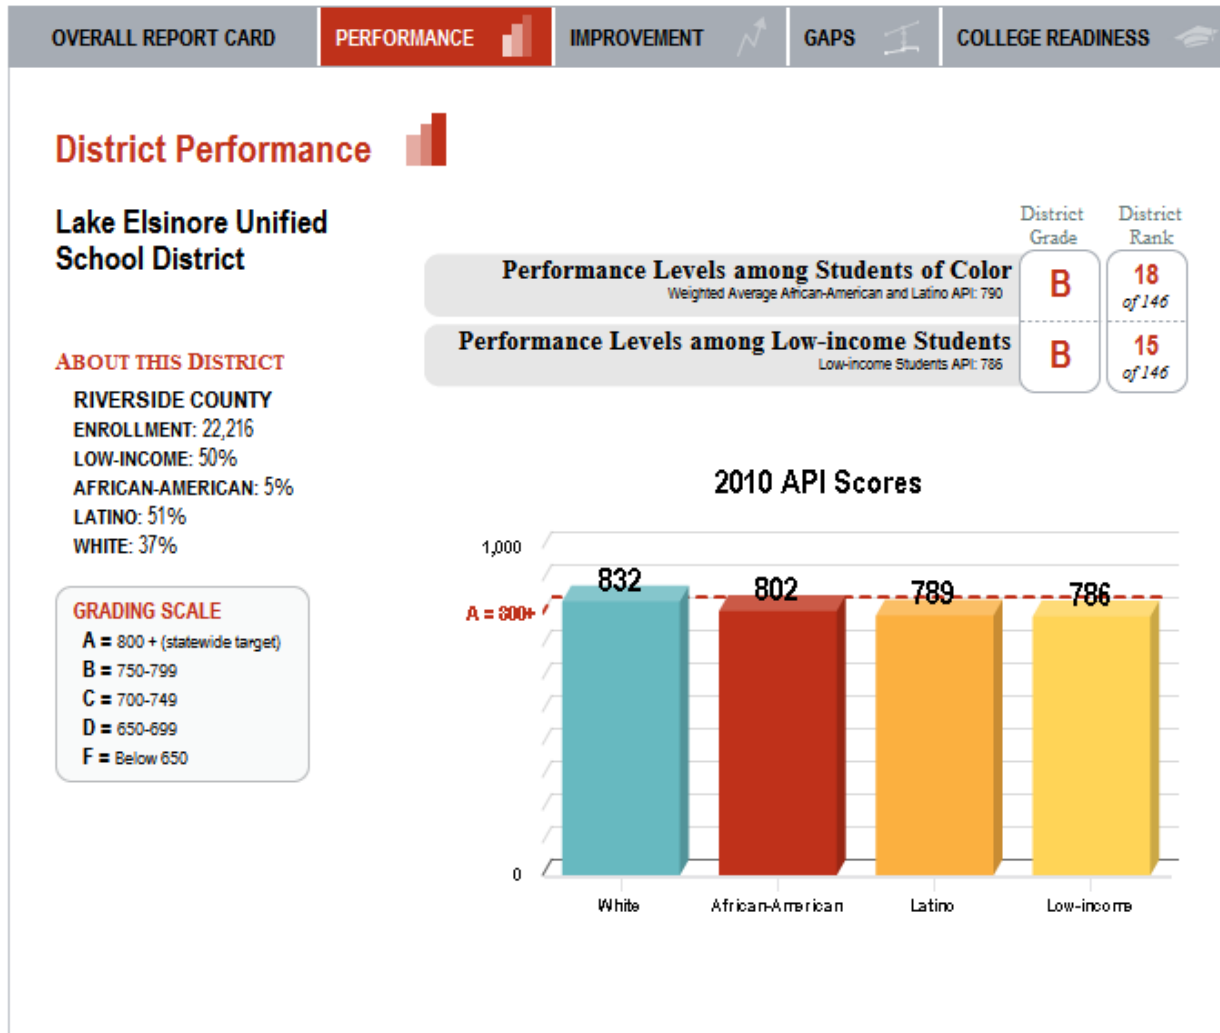 OVERALL REPORT CARD
PERFORMANCE
IMPROVEMENT
GAPS
COLLEGE READINESS
District Performance
Lake Elsinore Unified
School District
District
Grade
District
Rank
Performance Levels among Students of Color
Weighted Average African-American and Latino API: 790
B
18
of 146
Performance Levels among Low-income Students
Low-income Students API: 786
B
15
of 146
ABOUT THIS DISTRICT
RIVERSIDE COUNTY
ENROLLMENT: 22,216
LOW-INCOME: 50%
AFRICAN-AMERICAN: 5%
LATINO: 51%
WHITE: 37%
GRADING SCALE
A = 800 + (statewide target)
B = 750-799
C = 700-749
D = 650-699
F = Below 650
2010 API Scores
1,000
A = 800+
0
832
802
789
786
White
African-American
Latino
Low-income